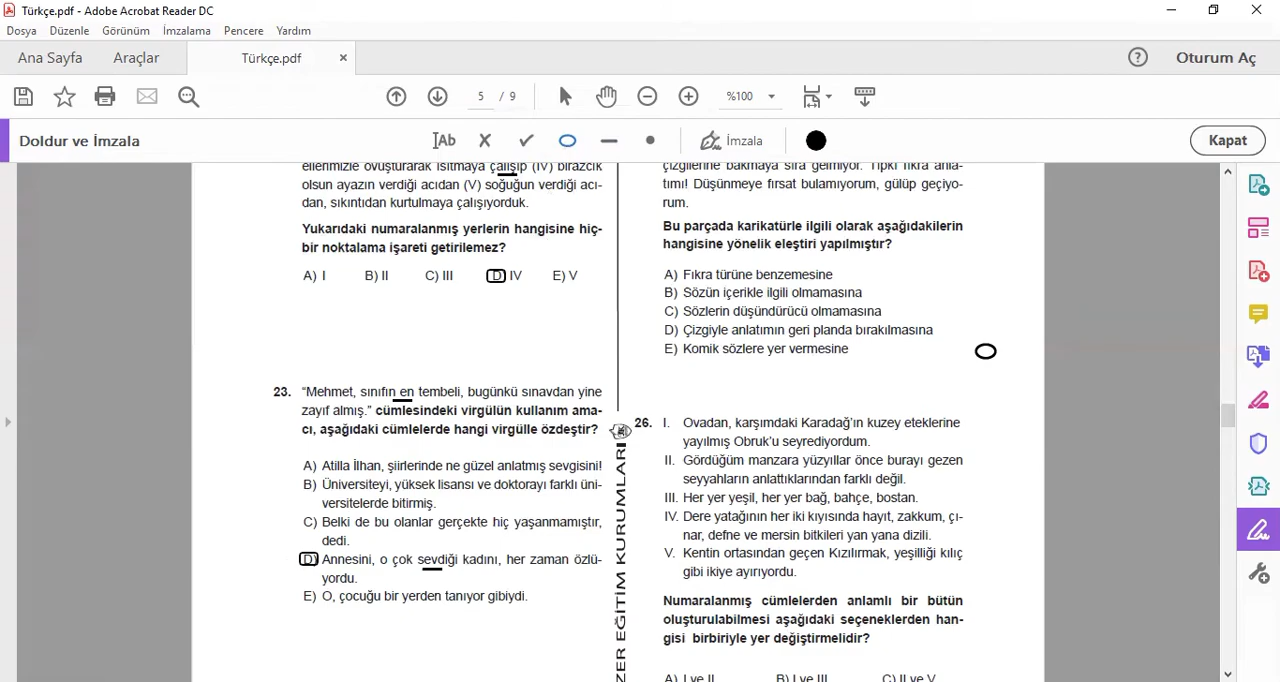 Türkçe.pdf - Adobe Acrobat Reader DC
Dosya Düzenle Görünüm İmzalama Pencere Yardım
Ana Sayfa Araçlar Türkçe.pdf × Oturum Aç
5 / 9 %100
Doldur ve İmzala Ab İmzala Kapat
ellerimizle ovuşturarak ısıtmaya çalışıp (IV) birazcık
olsun ayazın verdiği acıdan (V) soğuğun verdiği acı-
dan, sıkıntıdan kurtulmaya çalışıyorduk.
Yukarıdaki numaralanmış yerlerin hangisine hiç-
bir noktalama işareti getirilemez?
A) I B) II C) III D) IV E) V
23. “Mehmet, sınıfın en tembeli, bugünkü sınavdan yine
zayıf almış.” cümlesindeki virgülün kullanım ama-
cı, aşağıdaki cümlelerde hangi virgülle özdeştir?
A) Atilla İlhan, şiirlerinde ne güzel anlatmış sevgisini!
B) Üniversiteyi, yüksek lisansı ve doktorayı farklı üni-
versitelerde bitirmiş.
C) Belki de bu olanlar gerçekte hiç yaşanmamıştır,
dedi.
D) Annesini, o çok sevdiği kadını, her zaman özlü-
yordu.
E) O, çocuğu bir yerden tanıyor gibiydi.
ZER EĞİTİM KURUMLARI
çizgilerine bakmaya sıra gelmiyor. Tıpkı fıkra anla-
tımı! Düşünmeye fırsat bulamıyorum, gülüp geçiyo-
rum.
Bu parçada karikatürle ilgili olarak aşağıdakilerin
hangisine yönelik eleştiri yapılmıştır?
A) Fıkra türüne benzemesine
B) Sözün içerikle ilgili olmamasına
C) Sözlerin düşündürücü olmamasına
D) Çizgiyle anlatımın geri planda bırakılmasına
E) Komik sözlere yer vermesine
26. I. Ovadan, karşımdaki Karadağ’ın kuzey eteklerine
yayılmış Obruk’u seyrediyordum.
II. Gördüğüm manzara yüzyıllar önce burayı gezen
seyyahların anlattıklarından farklı değil.
III. Her yer yeşil, her yer bağ, bahçe, bostan.
IV. Dere yatağının her iki kıyısında hayıt, zakkum, çı-
nar, defne ve mersin bitkileri yan yana dizili.
V. Kentin ortasından geçen Kızılırmak, yeşilliği kılıç
gibi ikiye ayırıyordu.
Numaralanmış cümlelerden anlamlı bir bütün
oluşturulabilmesi aşağıdaki seçeneklerden han-
gisi birbiriyle yer değiştirmelidir?
A) I ve II B) I ve III C) II ve V